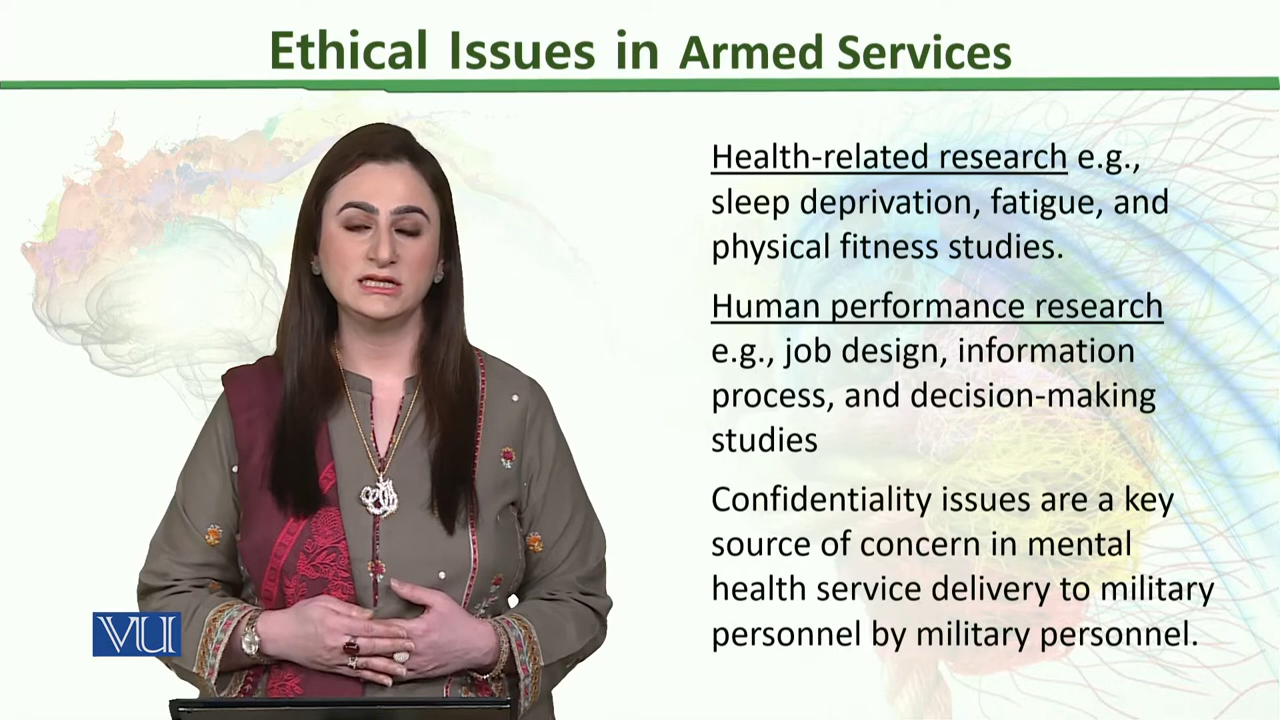 Ethical Issues in Armed Services
Health-related research e.g.,
sleep deprivation, fatigue, and
physical fitness studies.
Human performance research
e.g., job design, information
process, and decision-making
studies
Confidentiality issues are a key
source of concern in mental
health service delivery to military
personnel by military personnel.
VU